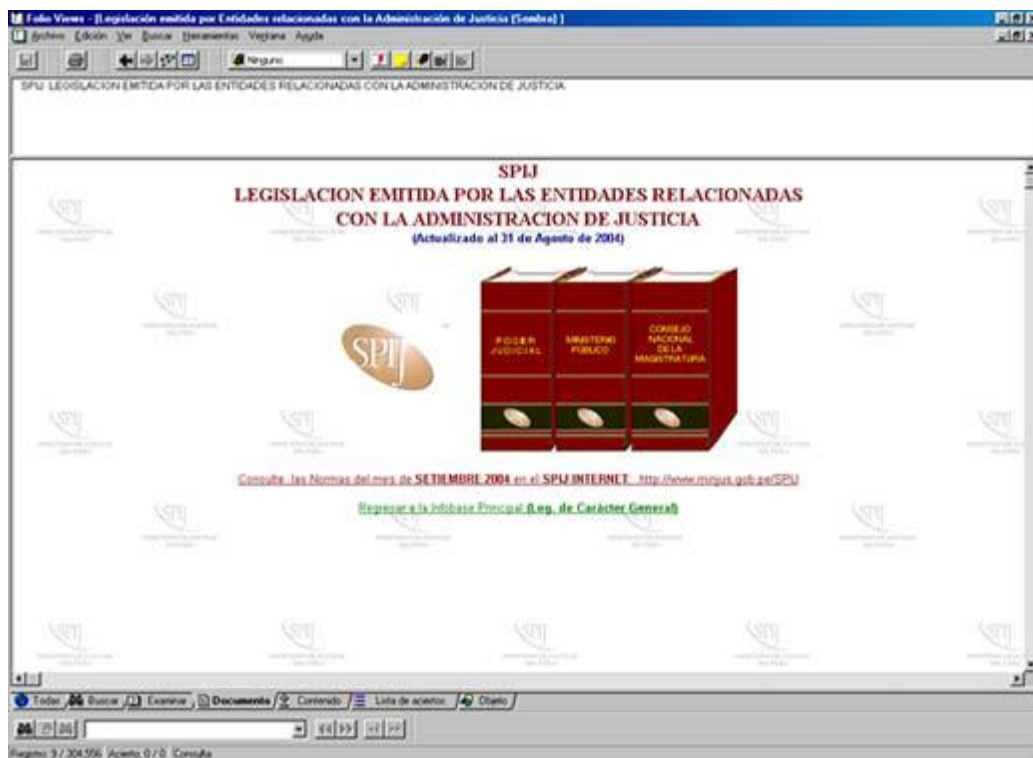 Folio Views - [Legislación emitida por Entidades relacionadas con la Administración de Justicia (Sombra) ]
Archivo Edición Ver Buscar Herramientas Ventana Ayuda
Ninguno
SPIJ LEGISLACION EMITIDA POR LAS ENTIDADES RELACIONADAS CON LA ADMINISTRACION DE JUSTICIA
SPIJ
LEGISLACION EMITIDA POR LAS ENTIDADES RELACIONADAS
CON LA ADMINISTRACION DE JUSTICIA
(Actualizado al 31 de Agosto de 2004)
SPIJ
PODER
JUDICIAL
MINISTERIO
PUBLICO
CONSEJO
NACIONAL
DE LA
MAGISTRATURA
Consulte las Normas del mes de SETIEMBRE 2004 en el SPIJ INTERNET: http://www.minjus.gob.pe/SPIJ
Regresar a la Infobase Principal (Leg. de Carácter General)
Todas Buscar Examinar Documento Contenido Lista de aciertos Objeto
Registro: 9 / 304.556 Acierto: 0 / 0 Consulta